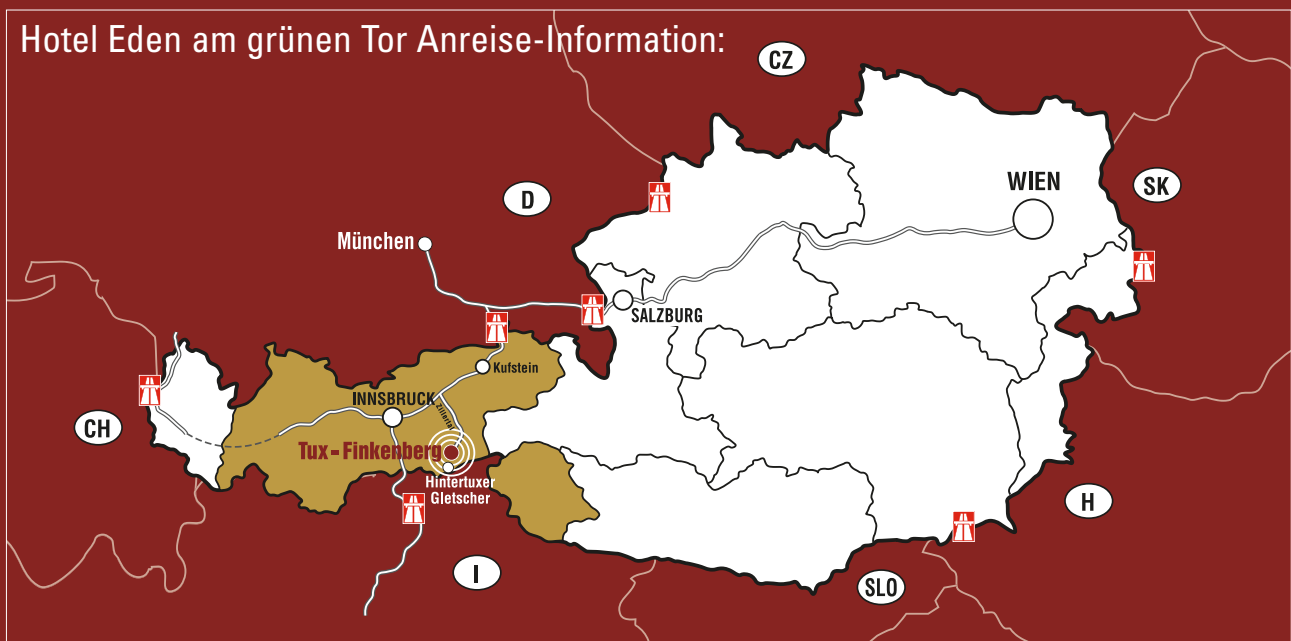 Hotel Eden am grünen Tor Anreise-Information:
CZ
D
WIEN
SK
München
SALZBURG
Kufstein
INNSBRUCK
Zillertal
CH
Tux-Finkenberg
Hintertuxer
Gletscher
H
I
SLO